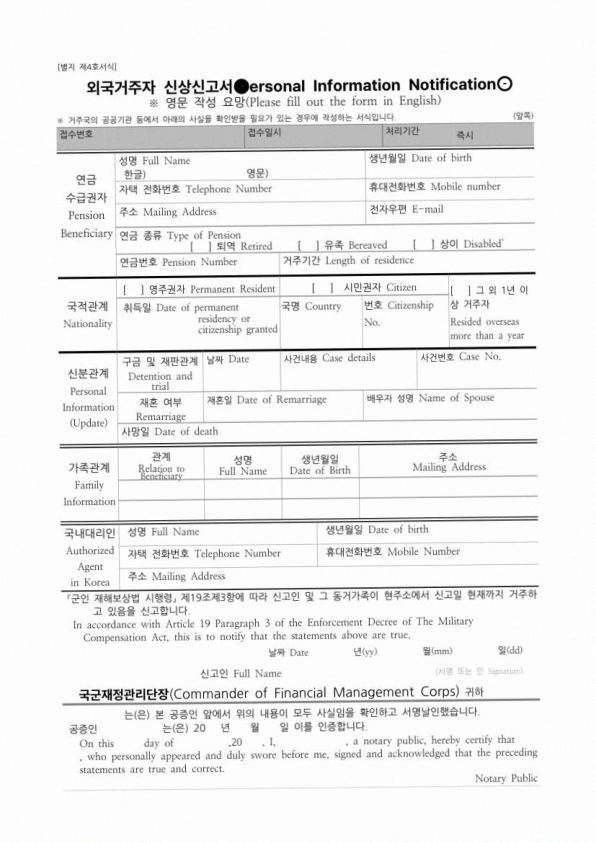 [별지 제4호서식]
외국거주자 신상신고서●ersonal Information Notification
※ 영문 작성 요망(Please fill out the form in English)
※ 거주국의 공공기관 등에서 아래의 사실을 확인받을 필요가 있는 경우에 작성하는 서식입니다. (앞쪽)
접수번호 접수일시 처리기간 즉시
연금
수급권자
Pension
Beneficiary
성명 Full Name
한글) 영문)
생년월일 Date of birth
자택 전화번호 Telephone Number
휴대전화번호 Mobile number
주소 Mailing Address
전자우편 E-mail
연금 종류 Type of Pension
[ ] 퇴역 Retired [ ] 유족 Bereaved [ ] 상이 Disabled`
연금번호 Pension Number
거주기간 Length of residence
국적관계
Nationality
[ ] 영주권자 Permanent Resident
[ ] 시민권자 Citizen
[ ] 그 외 1년 이
상 거주자
Resided overseas
more than a year
취득일 Date of permanent
residency or
citizenship granted
국명 Country
번호 Citizenship
No.
신분관계
Personal
Information
(Update)
구금 및 재판관계
Detention and
trial
날짜 Date
사건내용 Case details
사건번호 Case No.
재혼 여부
Remarriage
재혼일 Date of Remarriage
배우자 성명 Name of Spouse
사망일 Date of death
가족관계
Family
Information
관계
Relation to
Beneficiary
성명
Full Name
생년월일
Date of Birth
주소
Mailing Address
국내대리인
Authorized
Agent
in Korea
성명 Full Name
생년월일 Date of birth
자택 전화번호 Telephone Number
휴대전화번호 Mobile Number
주소 Mailing Address
「군인 재해보상법 시행령」 제19조제3항에 따라 신고인 및 그 동거가족이 현주소에서 신고일 현재까지 거주하
고 있음을 신고합니다.
In accordance with Article 19 Paragraph 3 of the Enforcement Decree of The Military
Compensation Act, this is to notify that the statements above are true.
날짜 Date 년(yy) 월(mm) 일(dd)
신고인 Full Name (서명 또는 인 Signature)
국군재정관리단장(Commander of Financial Management Corps) 귀하
는(은) 본 공증인 앞에서 위의 내용이 모두 사실임을 확인하고 서명날인했습니다.
공증인 는(은) 20 년 월 일 이를 인증합니다.
On this day of ,20 , I, , a notary public, hereby certify that
, who personally appeared and duly swore before me, signed and acknowledged that the preceding
statements are true and correct.
Notary Public